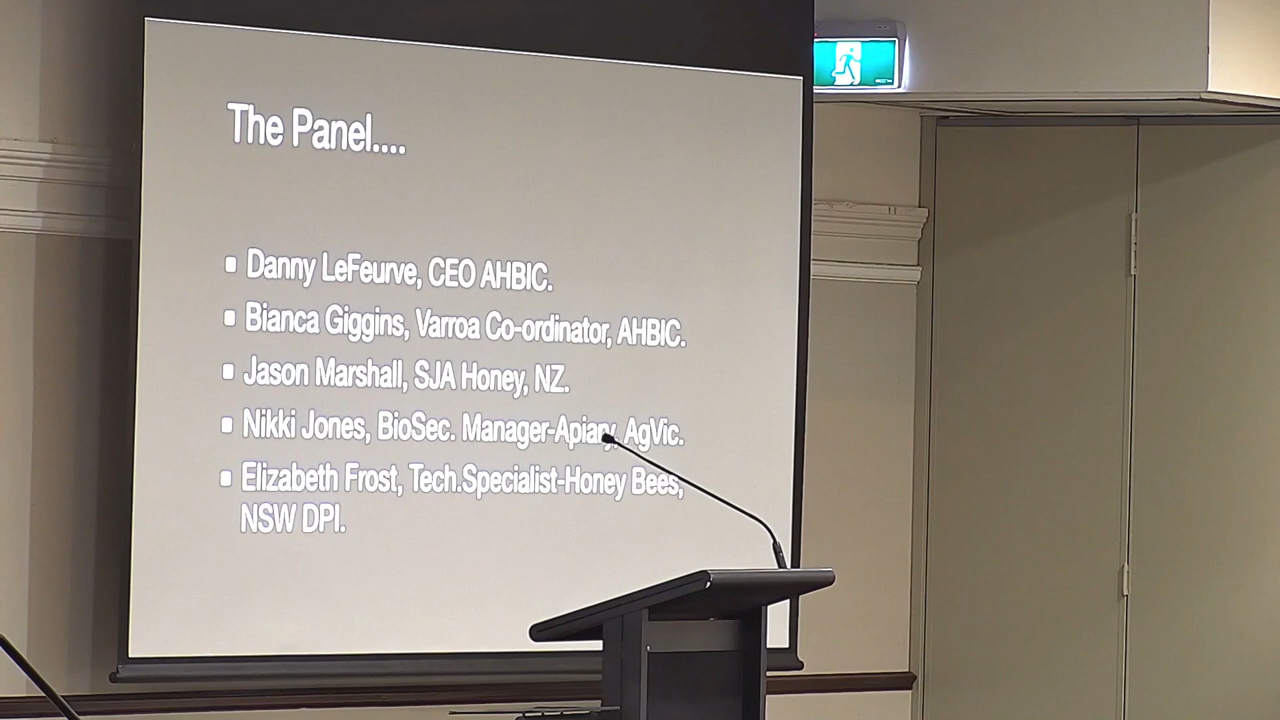 The Panel....
Danny LeFeurve, CEO AHBIC.
Bianca Giggins, Varroa Co-ordinator, AHBIC.
Jason Marshall, SJA Honey, NZ.
Nikki Jones, BioSec. Manager-Apiary, AgVic.
Elizabeth Frost, Tech.Specialist-Honey Bees,
NSW DPI.